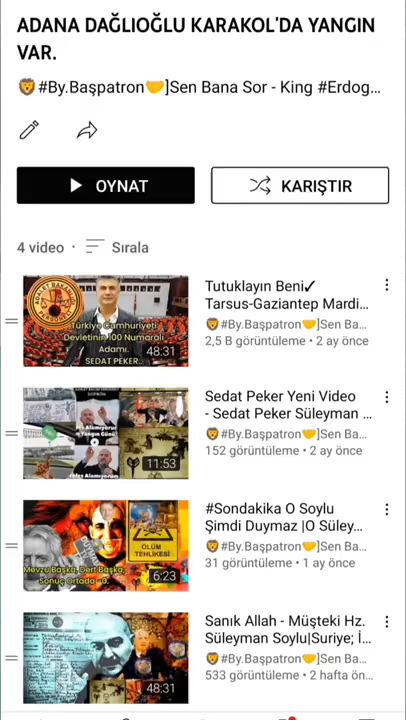 ADANA DAĞLIOĞLU KARAKOL'DA YANGIN
VAR.
🦁#By.Başpatron🤝]Sen Bana Sor - King #Erdog...
OYNAT
KARIŞTIR
4 video · Sırala
Türkiye Cumhuriyeti
Devletinin 100 Numaralı
Adamı.
SEDAT PEKER
48:31
Tutuklayın Beni✓
Tarsus-Gaziantep Mardi...
🦁#By.Başpatron🤝]Sen Ba...
2,5 B görüntüleme • 2 ay önce
11:53
Sedat Peker Yeni Video
- Sedat Peker Süleyman ...
🦁#By.Başpatron🤝]Sen Ba...
152 görüntüleme • 2 ay önce
ÖLÜM
TEHLİKESİ
Mevzu Başka, Dert Başka,
Sonuç Ortada
6:23
#Sondakika O Soylu
Şimdi Duymaz |O Süley...
🦁#By.Başpatron🤝]Sen Ba...
31 görüntüleme • 1 ay önce
48:31
Sanık Allah - Müşteki Hz.
Süleyman Soylu|Suriye; İ...
🦁#By.Başpatron🤝]Sen Ba...
533 görüntüleme • 2 hafta ön...